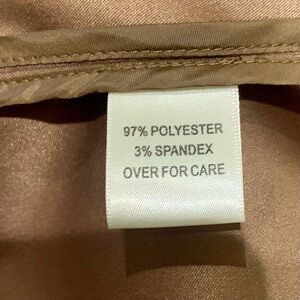 97% POLYESTER
3% SPANDEX
OVER FOR CARE